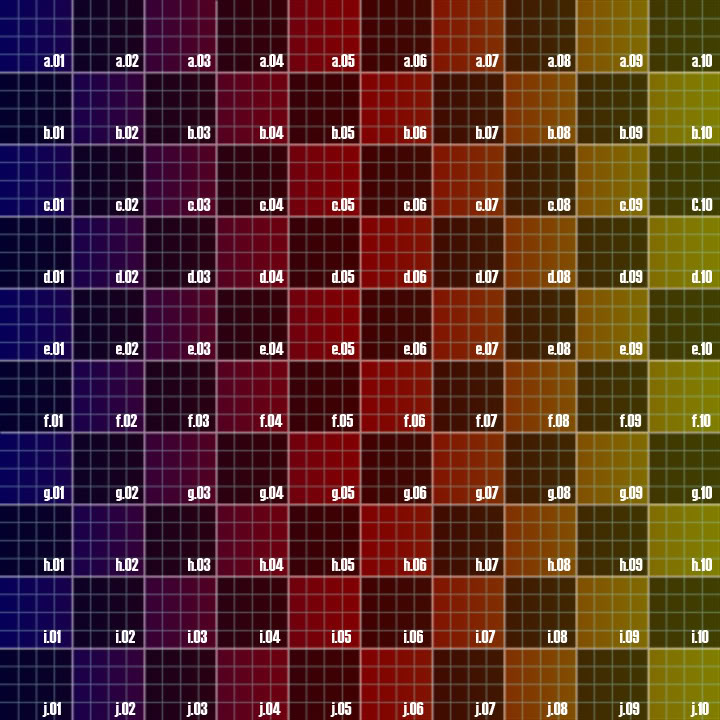 a.01 a.02 a.03 a.04 a.05 a.06 a.07 a.08 a.09 a.10
b.01 b.02 b.03 b.04 b.05 b.06 b.07 b.08 b.09 b.10
c.01 c.02 c.03 c.04 c.05 c.06 c.07 c.08 c.09 C.10
d.01 d.02 d.03 d.04 d.05 d.06 d.07 d.08 d.09 d.10
e.01 e.02 e.03 e.04 e.05 e.06 e.07 e.08 e.09 e.10
f.01 f.02 f.03 f.04 f.05 f.06 f.07 f.08 f.09 f.10
g.01 g.02 g.03 g.04 g.05 g.06 g.07 g.08 g.09 g.10
h.01 h.02 h.03 h.04 h.05 h.06 h.07 h.08 h.09 h.10
i.01 i.02 i.03 i.04 i.05 i.06 i.07 i.08 i.09 i.10
j.01 j.02 j.03 j.04 j.05 j.06 j.07 j.08 j.09 j.10